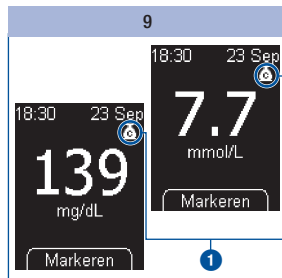 9
18:30 23 Sep
7.7
mmol/L
Markeren
18:30 23 Sep
139
mg/dL
Markeren
1